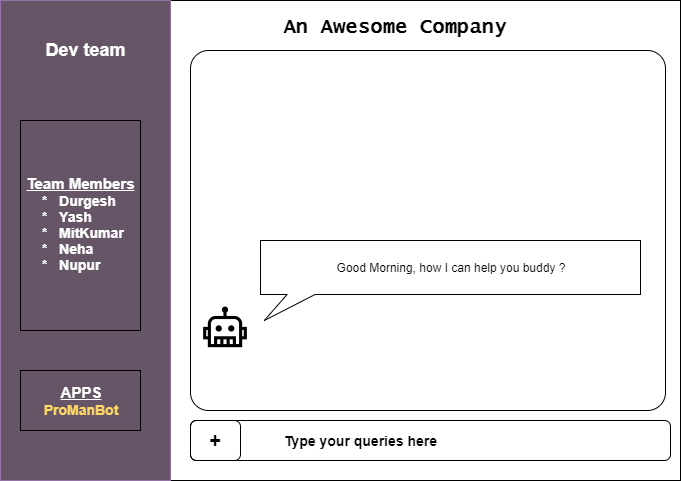 An Awesome Company
Dev team
Team Members
* Durgesh
* Yash
* MitKumar
* Neha
* Nupur
APPS
ProManBot
Good Morning, how I can help you buddy ?
+ Type your queries here